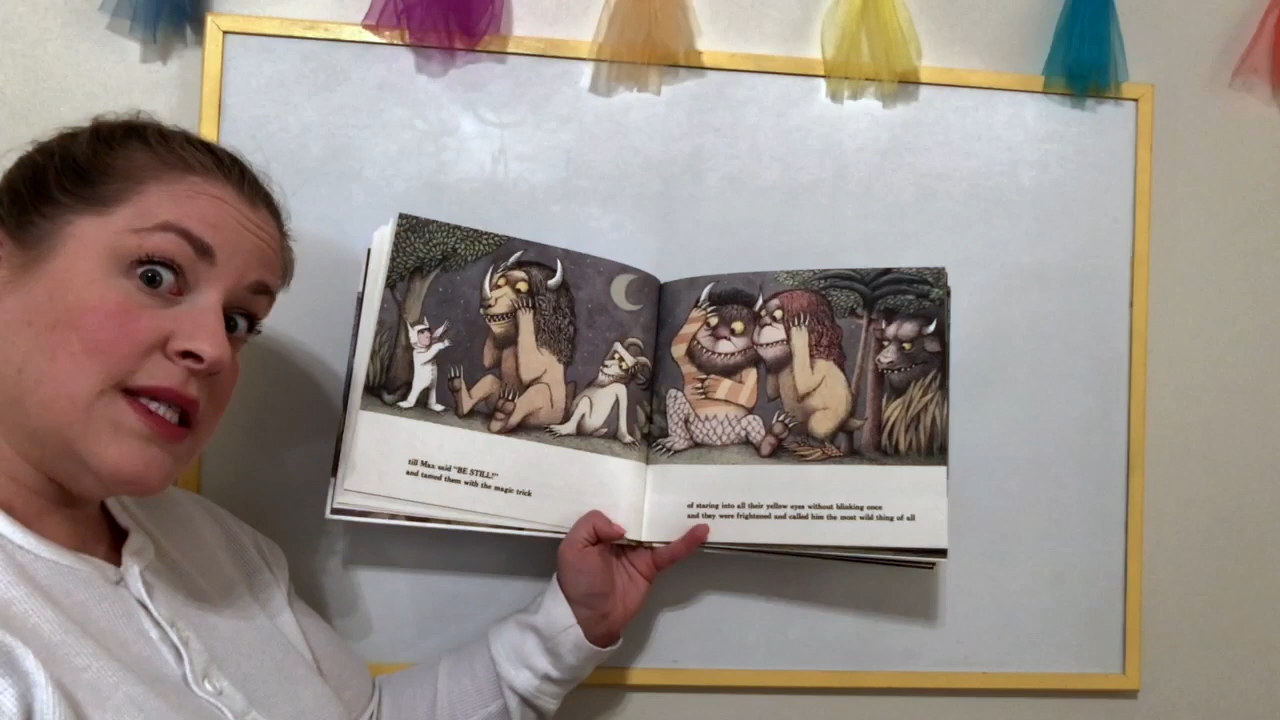 till Max said "BE STILL!"
and tamed them with the magic trick
of staring into all their yellow eyes without blinking once
and they were frightened and called him the most wild thing of all